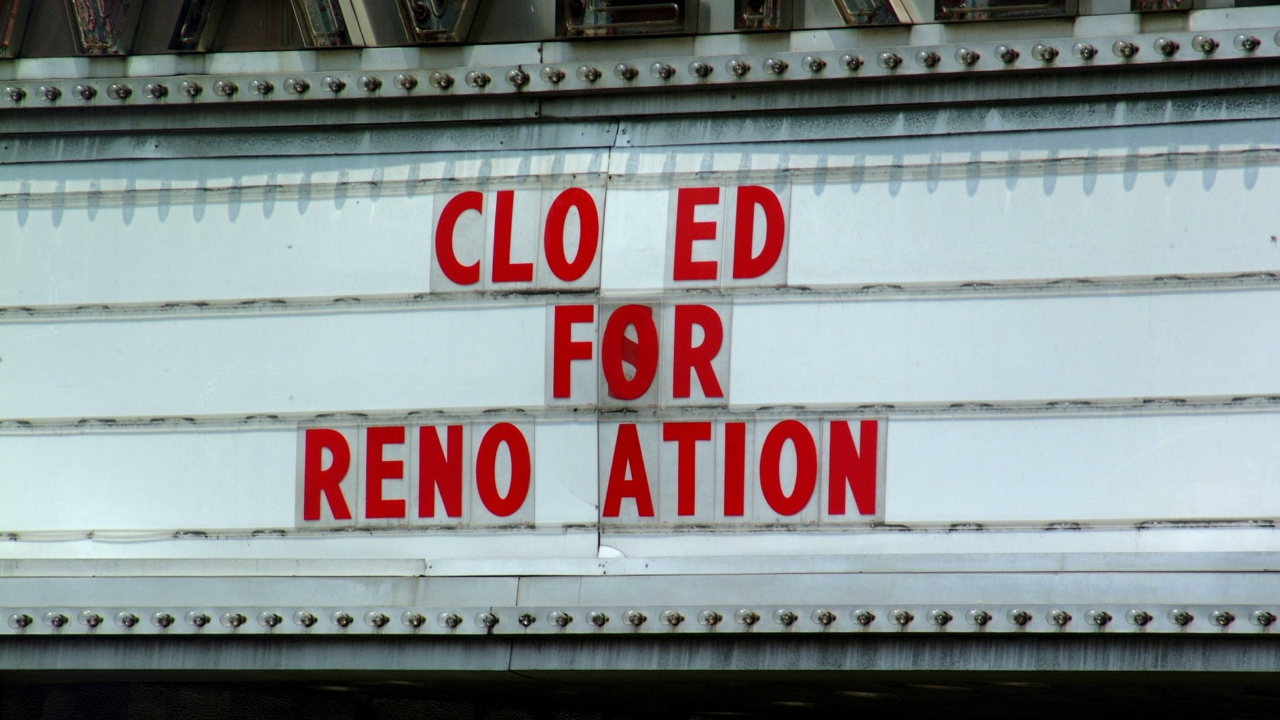 CLO ED
FOR
RENO ATION